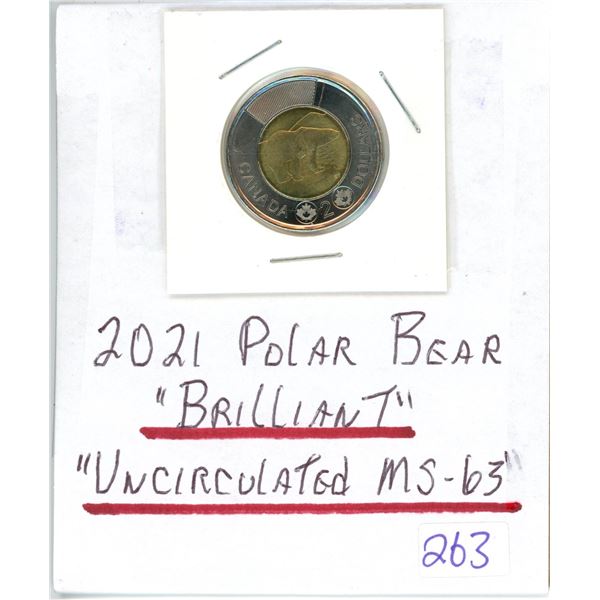 CANADA 2 DOLLARS
2021 POLAR BEAR
"BRILLIANT"
"UNCIRCULATED MS-63"
263